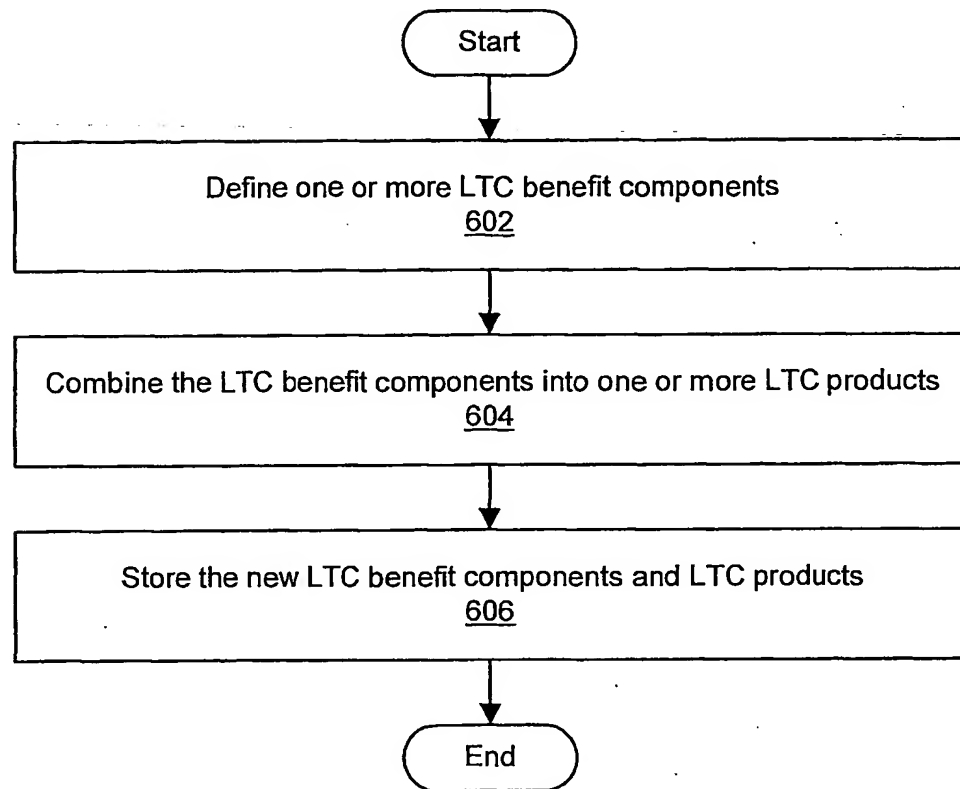 Start
Define one or more LTC benefit components
602
Combine the LTC benefit components into one or more LTC products
604
Store the new LTC benefit components and LTC products
606
End